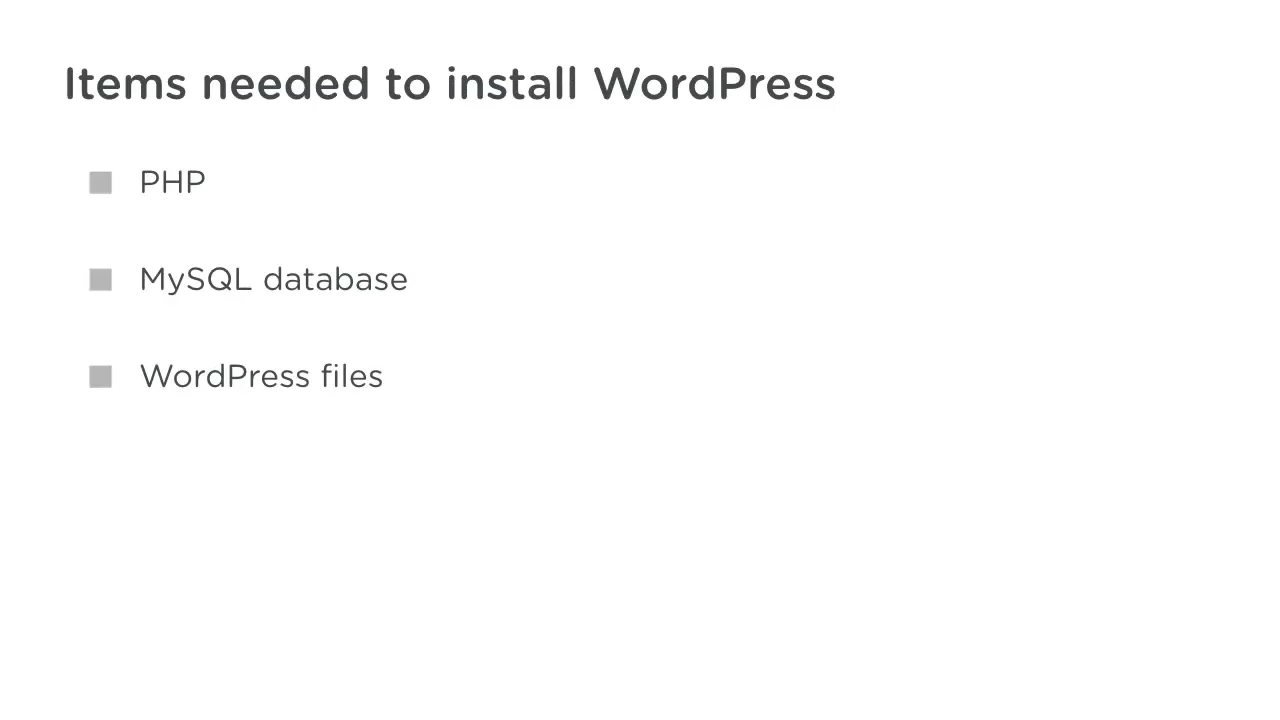 Items needed to install WordPress
PHP
MySQL database
WordPress files